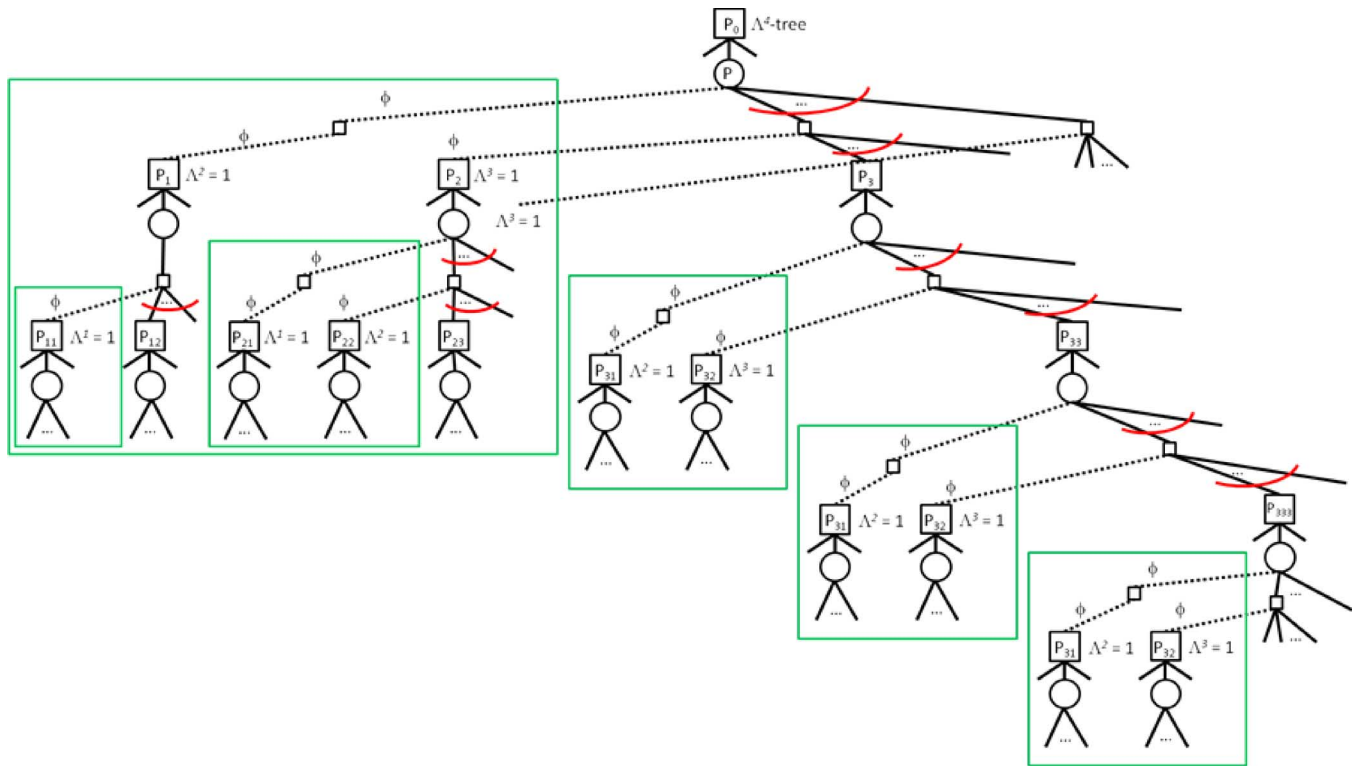 P₀ Λ⁴-tree
P
ϕ
...
ϕ
ϕ
...
...
P₁ Λ² = 1
P₂ Λ³ = 1
P₃
Λ³ = 1
...
...
ϕ
ϕ
...
ϕ
ϕ
...
...
ϕ
ϕ
...
P₁₁ Λ¹ = 1
P₁₂
P₂₁ Λ¹ = 1
P₂₂ Λ² = 1
P₂₃
P₃₃
P₃₁ Λ² = 1
P₃₂ Λ³ = 1
...
...
...
...
...
...
ϕ
...
...
...
ϕ
ϕ
P₃₁ Λ² = 1
P₃₂ Λ³ = 1
P₃₃₃
ϕ
...
...
...
ϕ
ϕ
...
P₃₁ Λ² = 1
P₃₂ Λ³ = 1
...
...